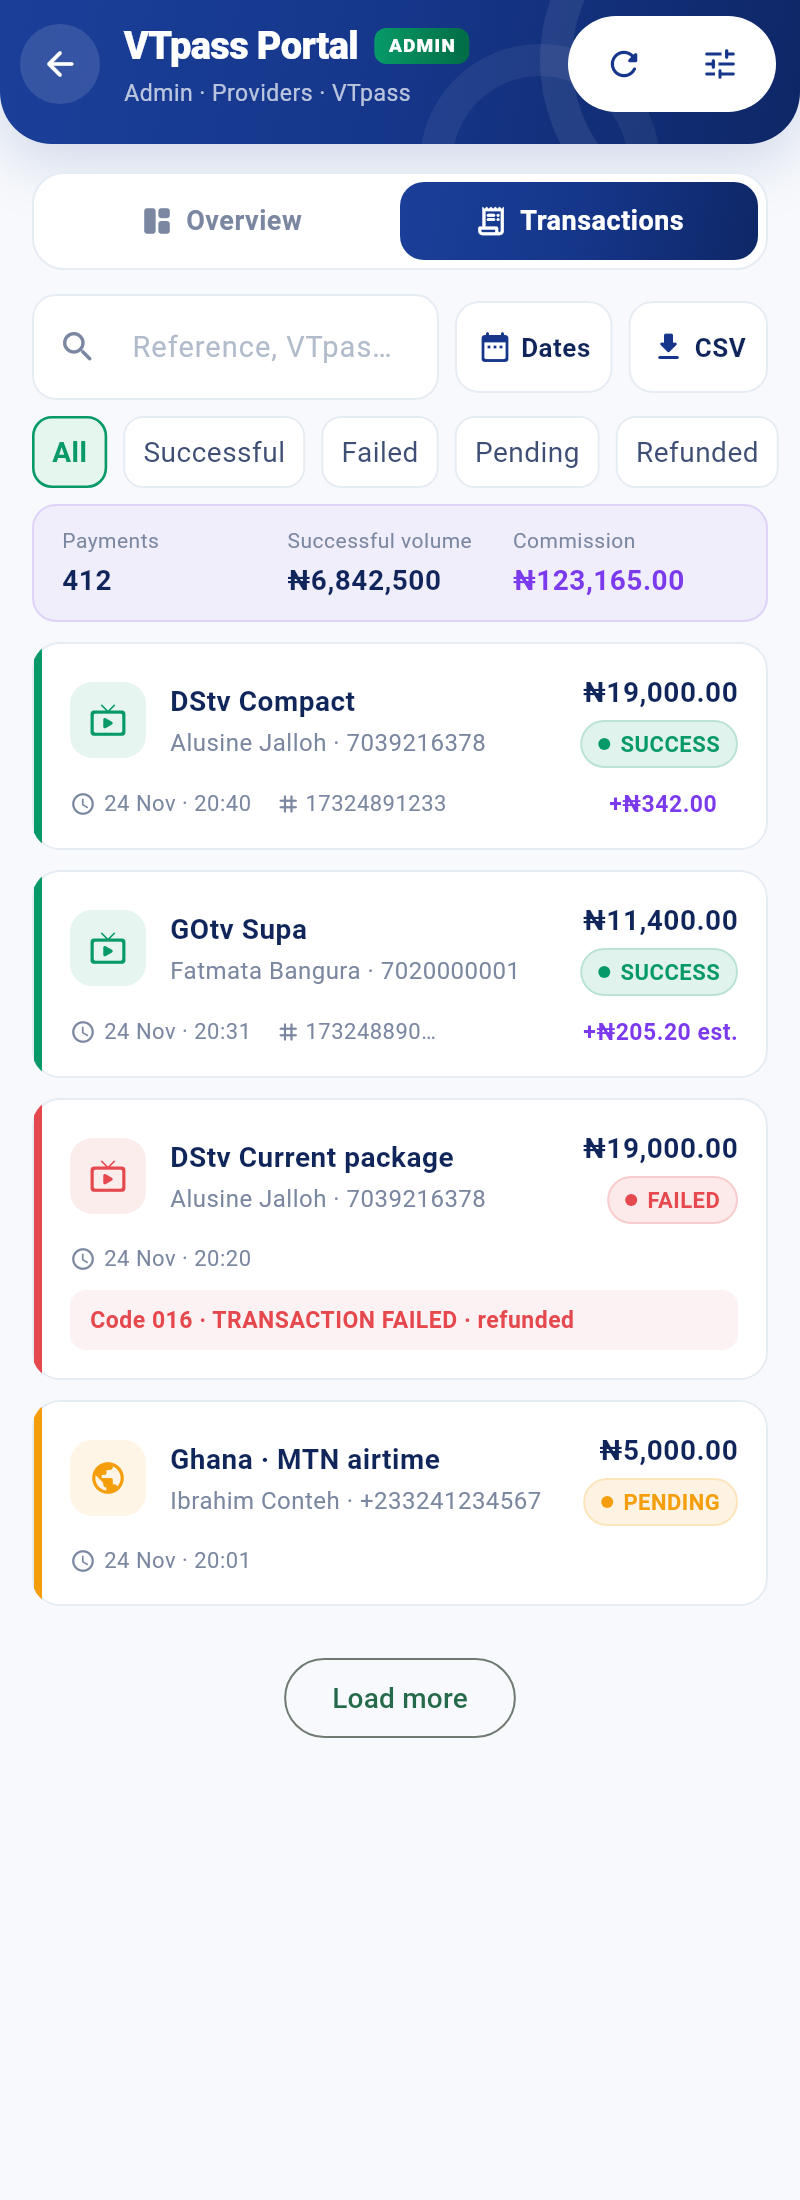 VTpass Portal ADMIN
Admin · Providers · VTpass
Overview Transactions
Reference, VTpas... Dates CSV
All Successful Failed Pending Refunded
Payments Successful volume Commission
412 ₦6,842,500 ₦123,165.00
DStv Compact ₦19,000.00
Alusine Jalloh · 7039216378 SUCCESS
24 Nov · 20:40 17324891233 +₦342.00
GOtv Supa ₦11,400.00
Fatmata Bangura · 7020000001 SUCCESS
24 Nov · 20:31 173248890... +₦205.20 est.
DStv Current package ₦19,000.00
Alusine Jalloh · 7039216378 FAILED
24 Nov · 20:20
Code 016 · TRANSACTION FAILED · refunded
Ghana · MTN airtime ₦5,000.00
Ibrahim Conteh · +233241234567 PENDING
24 Nov · 20:01
Load more